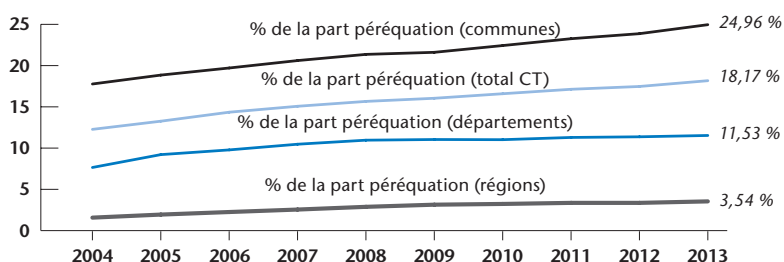 25
20
15
10
5
0
% de la part péréquation (communes)
24,96 %
% de la part péréquation (total CT)
18,17 %
% de la part péréquation (départements)
11,53 %
% de la part péréquation (régions)
3,54 %
2004 2005 2006 2007 2008 2009 2010 2011 2012 2013